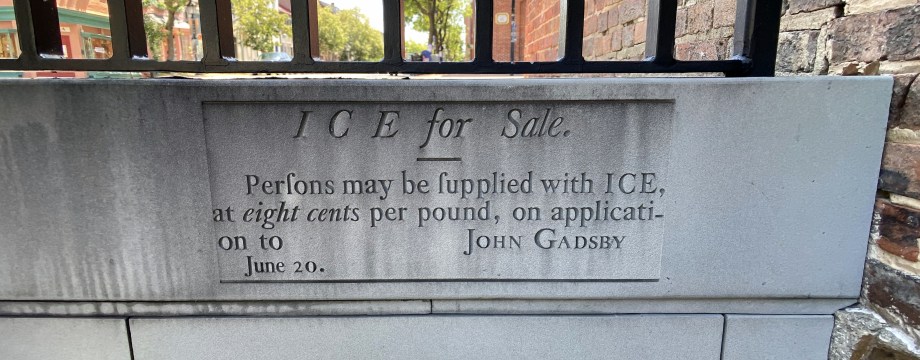 ICE for Sale.
Perſons may be ſupplied with ICE,
at eight cents per pound, on applicati-
on to JOHN GADSBY
June 20.